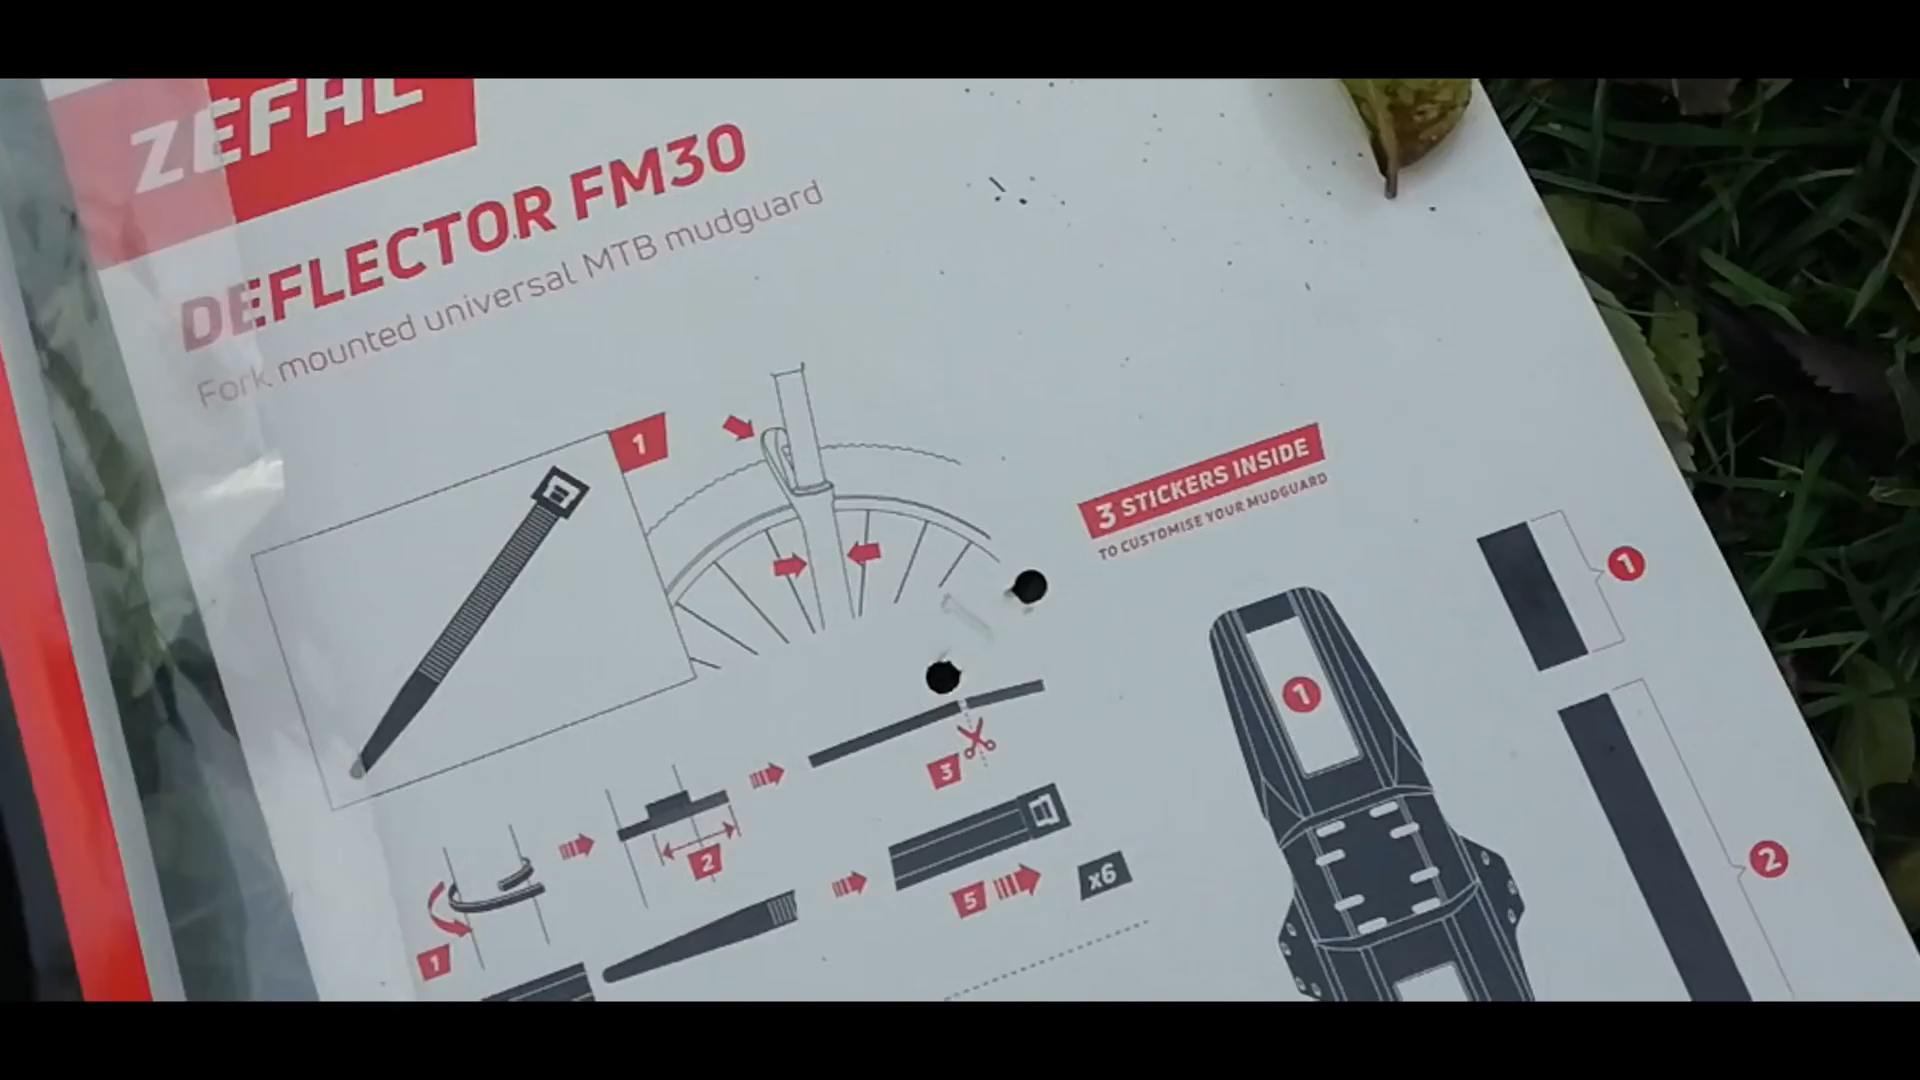 ZEFAL
DEFLECTOR FM30
Fork mounted universal MTB mudguard
1
3 STICKERS INSIDE
TO CUSTOMISE YOUR MUDGUARD
1
1
3
2
2
5
x6
1